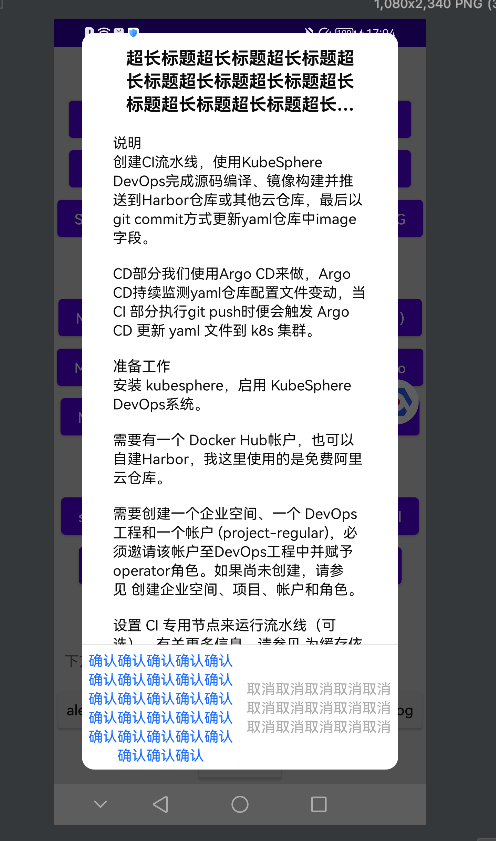 1,080x2,340 PNG (3
17:04
超长标题超长标题超长标题超
长标题超长标题超长标题超长
标题超长标题超长标题超长...
说明
创建CI流水线，使用KubeSphere
DevOps完成源码编译、镜像构建并推
送到Harbor仓库或其他云仓库，最后以
git commit方式更新yaml仓库中image
字段。
CD部分我们使用Argo CD来做，Argo
CD持续监测yaml仓库配置文件变动，当
CI 部分执行git push时便会触发 Argo
CD 更新 yaml 文件到 k8s 集群。
准备工作
安装 kubesphere，启用 KubeSphere
DevOps系统。
需要有一个 Docker Hub帐户，也可以
自建Harbor，我这里使用的是免费阿里
云仓库。
需要创建一个企业空间、一个 DevOps
工程和一个帐户 (project-regular)，必
须邀请该帐户至DevOps工程中并赋予
operator角色。如果尚未创建，请参
见 创建企业空间、项目、帐户和角色。
设置 CI 专用节点来运行流水线（可
选）。有关更多信息，请参见 为缓存依
确认确认确认确认确认
确认确认确认确认确认
确认确认确认确认确认
确认确认确认确认确认
确认确认确认确认确认
确认确认确认
取消取消取消取消取消
取消取消取消取消取消
取消取消取消取消取消